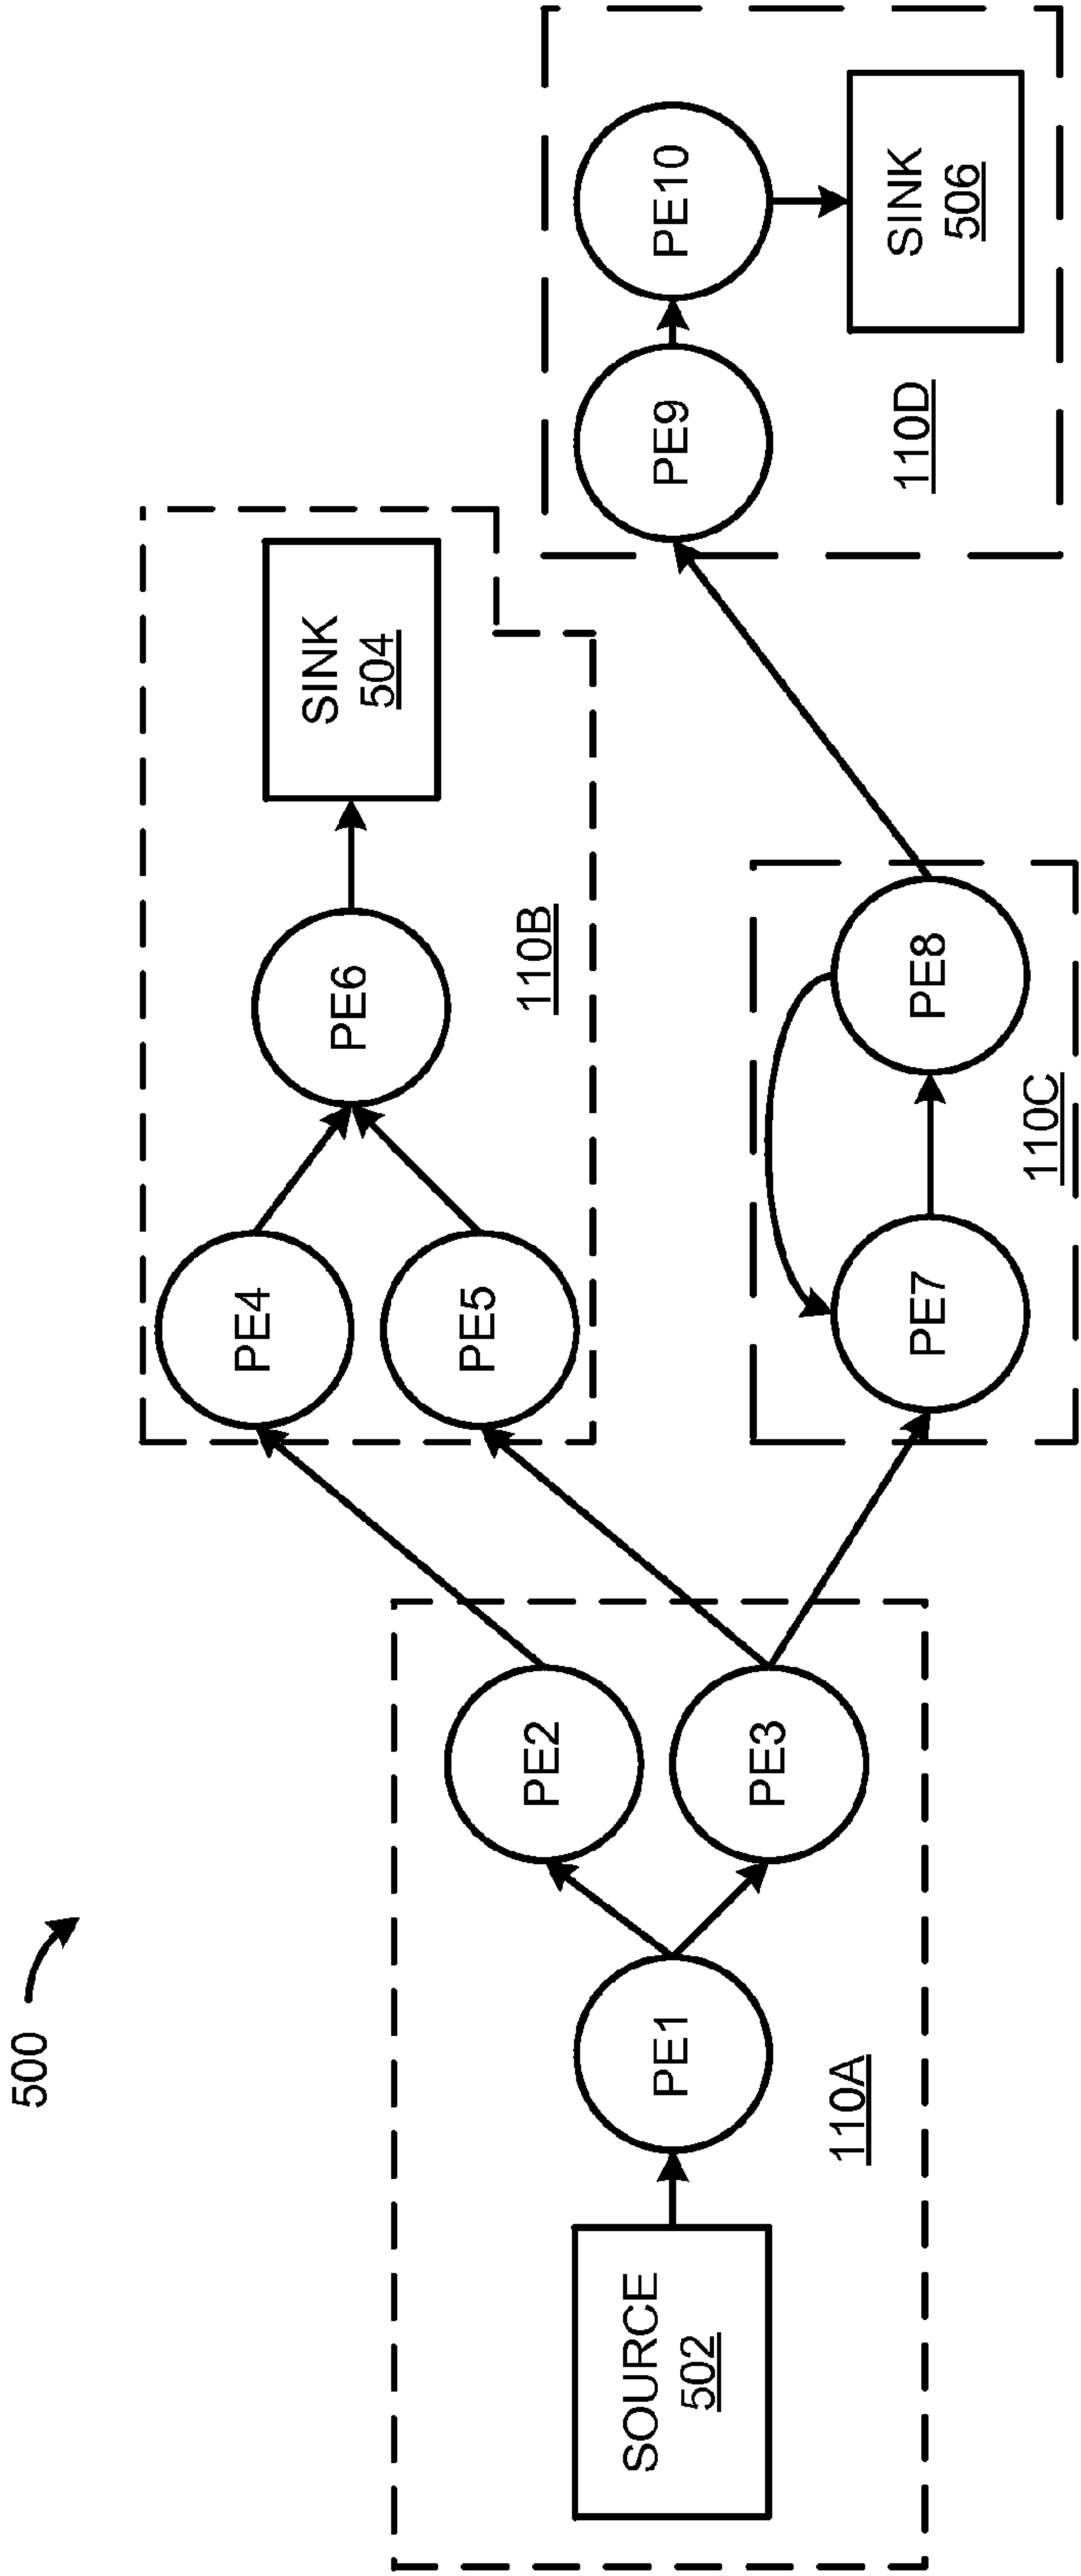 500
SOURCE
502
PE1
110A
PE2
PE3
PE4
PE5
PE6
SINK
504
110B
PE7
PE8
110C
PE9
PE10
SINK
506
110D